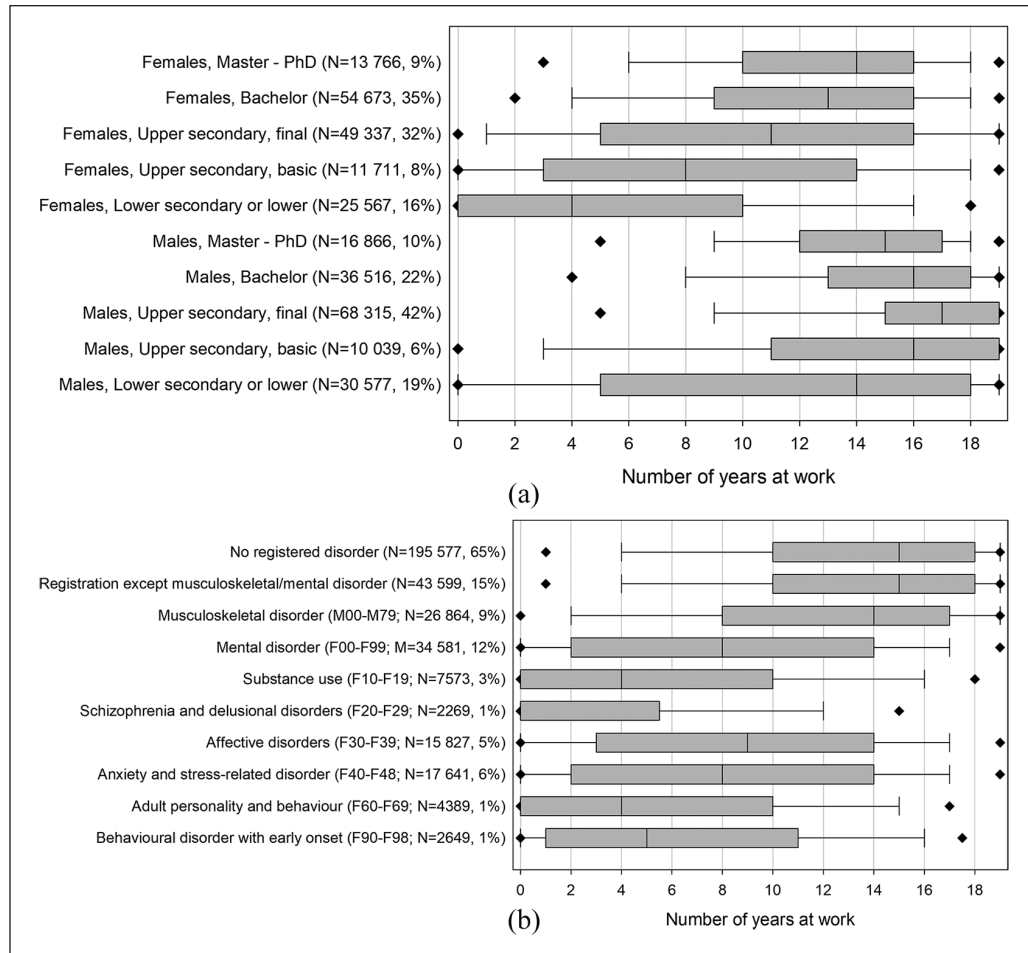 Females, Master - PhD (N=13 766, 9%)
Females, Bachelor (N=54 673, 35%)
Females, Upper secondary, final (N=49 337, 32%)
Females, Upper secondary, basic (N=11 711, 8%)
Females, Lower secondary or lower (N=25 567, 16%)
Males, Master - PhD (N=16 866, 10%)
Males, Bachelor (N=36 516, 22%)
Males, Upper secondary, final (N=68 315, 42%)
Males, Upper secondary, basic (N=10 039, 6%)
Males, Lower secondary or lower (N=30 577, 19%)
0 2 4 6 8 10 12 14 16 18
Number of years at work
(a)
No registered disorder (N=195 577, 65%)
Registration except musculoskeletal/mental disorder (N=43 599, 15%)
Musculoskeletal disorder (M00-M79; N=26 864, 9%)
Mental disorder (F00-F99; M=34 581, 12%)
Substance use (F10-F19; N=7573, 3%)
Schizophrenia and delusional disorders (F20-F29; N=2269, 1%)
Affective disorders (F30-F39; N=15 827, 5%)
Anxiety and stress-related disorder (F40-F48; N=17 641, 6%)
Adult personality and behaviour (F60-F69; N=4389, 1%)
Behavioural disorder with early onset (F90-F98; N=2649, 1%)
0 2 4 6 8 10 12 14 16 18
Number of years at work
(b)